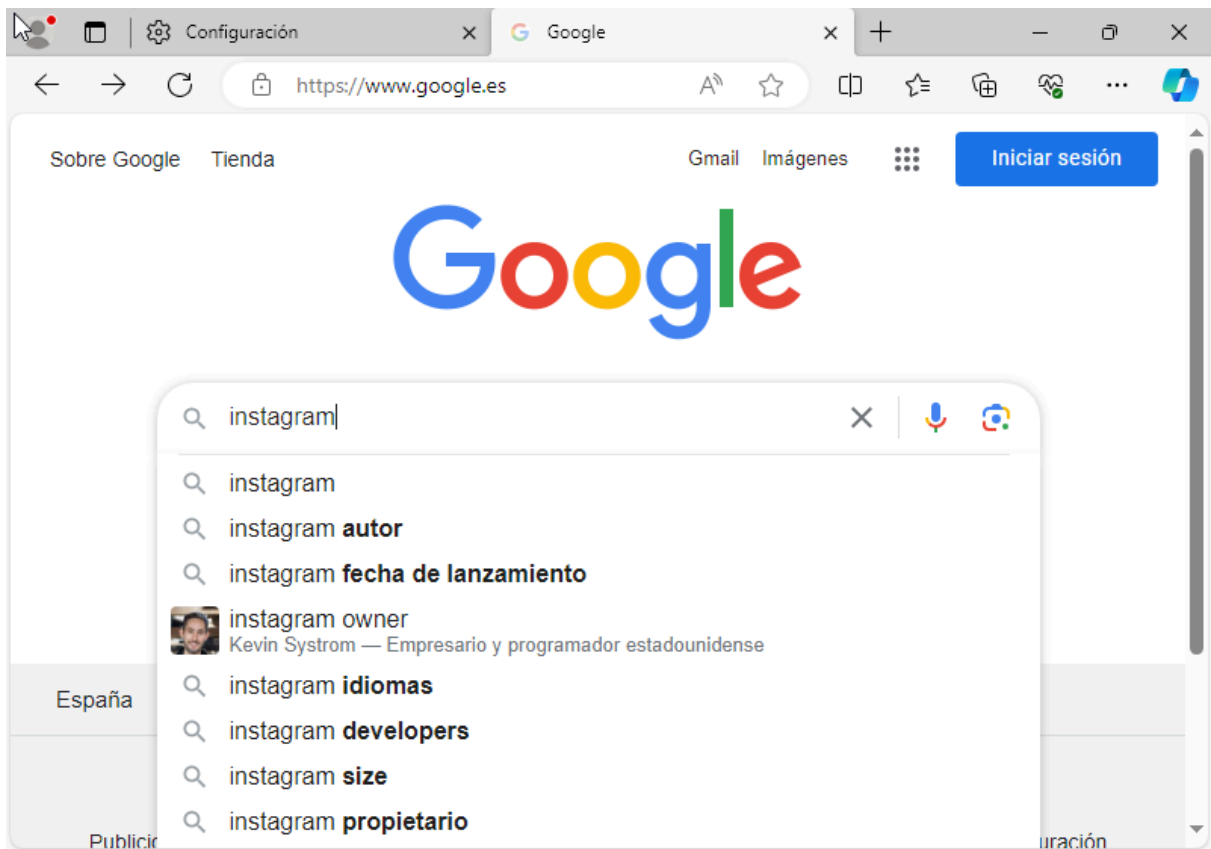 Configuración
Google
https://www.google.es
Sobre Google Tienda Gmail Imágenes Iniciar sesión
Google
instagram
instagram
instagram autor
instagram fecha de lanzamiento
instagram owner
Kevin Systrom — Empresario y programador estadounidense
España
instagram idiomas
instagram developers
instagram size
instagram propietario